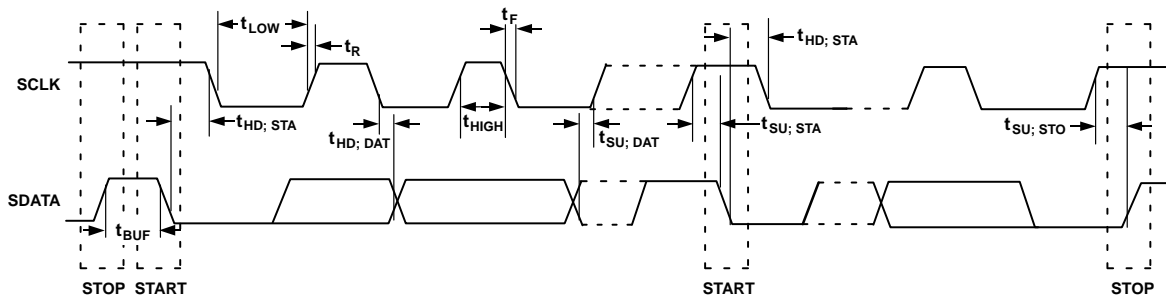 tLOW
tR
tF
tHD; STA
SCLK
tHD; STA
tHD; DAT
tHIGH
tSU; DAT
tSU; STA
tSU; STO
SDATA
tBUF
STOP START
START
STOP